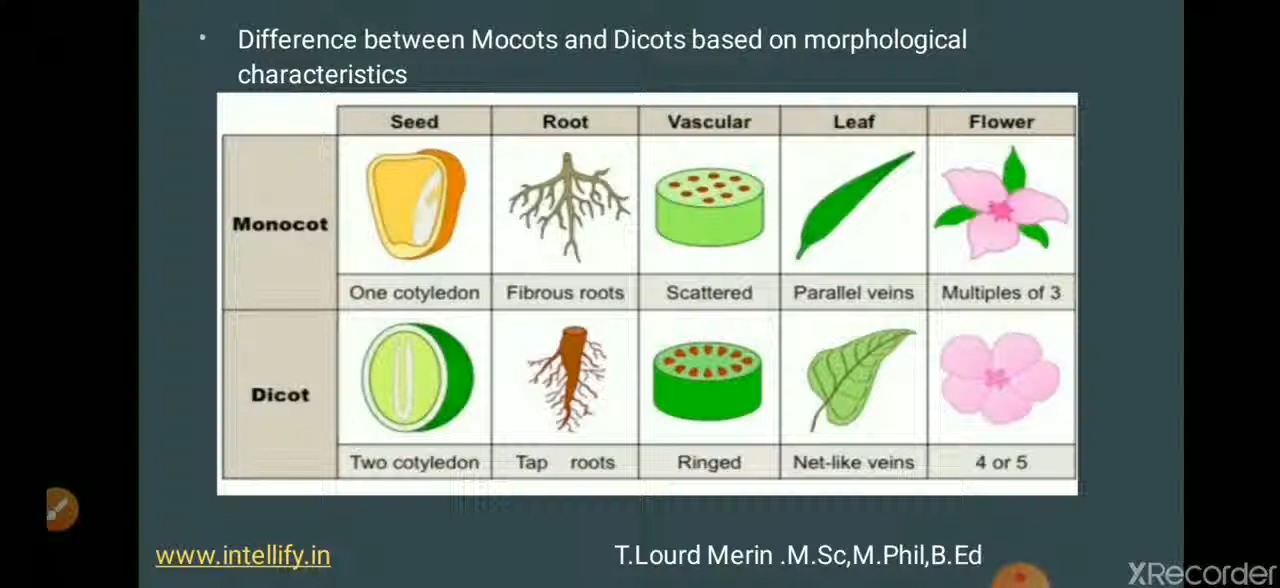 • Difference between Mocots and Dicots based on morphological
characteristics
Seed Root Vascular Leaf Flower
Monocot
One cotyledon Fibrous roots Scattered Parallel veins Multiples of 3
Dicot
Two cotyledon Tap roots Ringed Net-like veins 4 or 5
www.intellify.in T.Lourd Merin .M.Sc,M.Phil,B.Ed
XRecorder